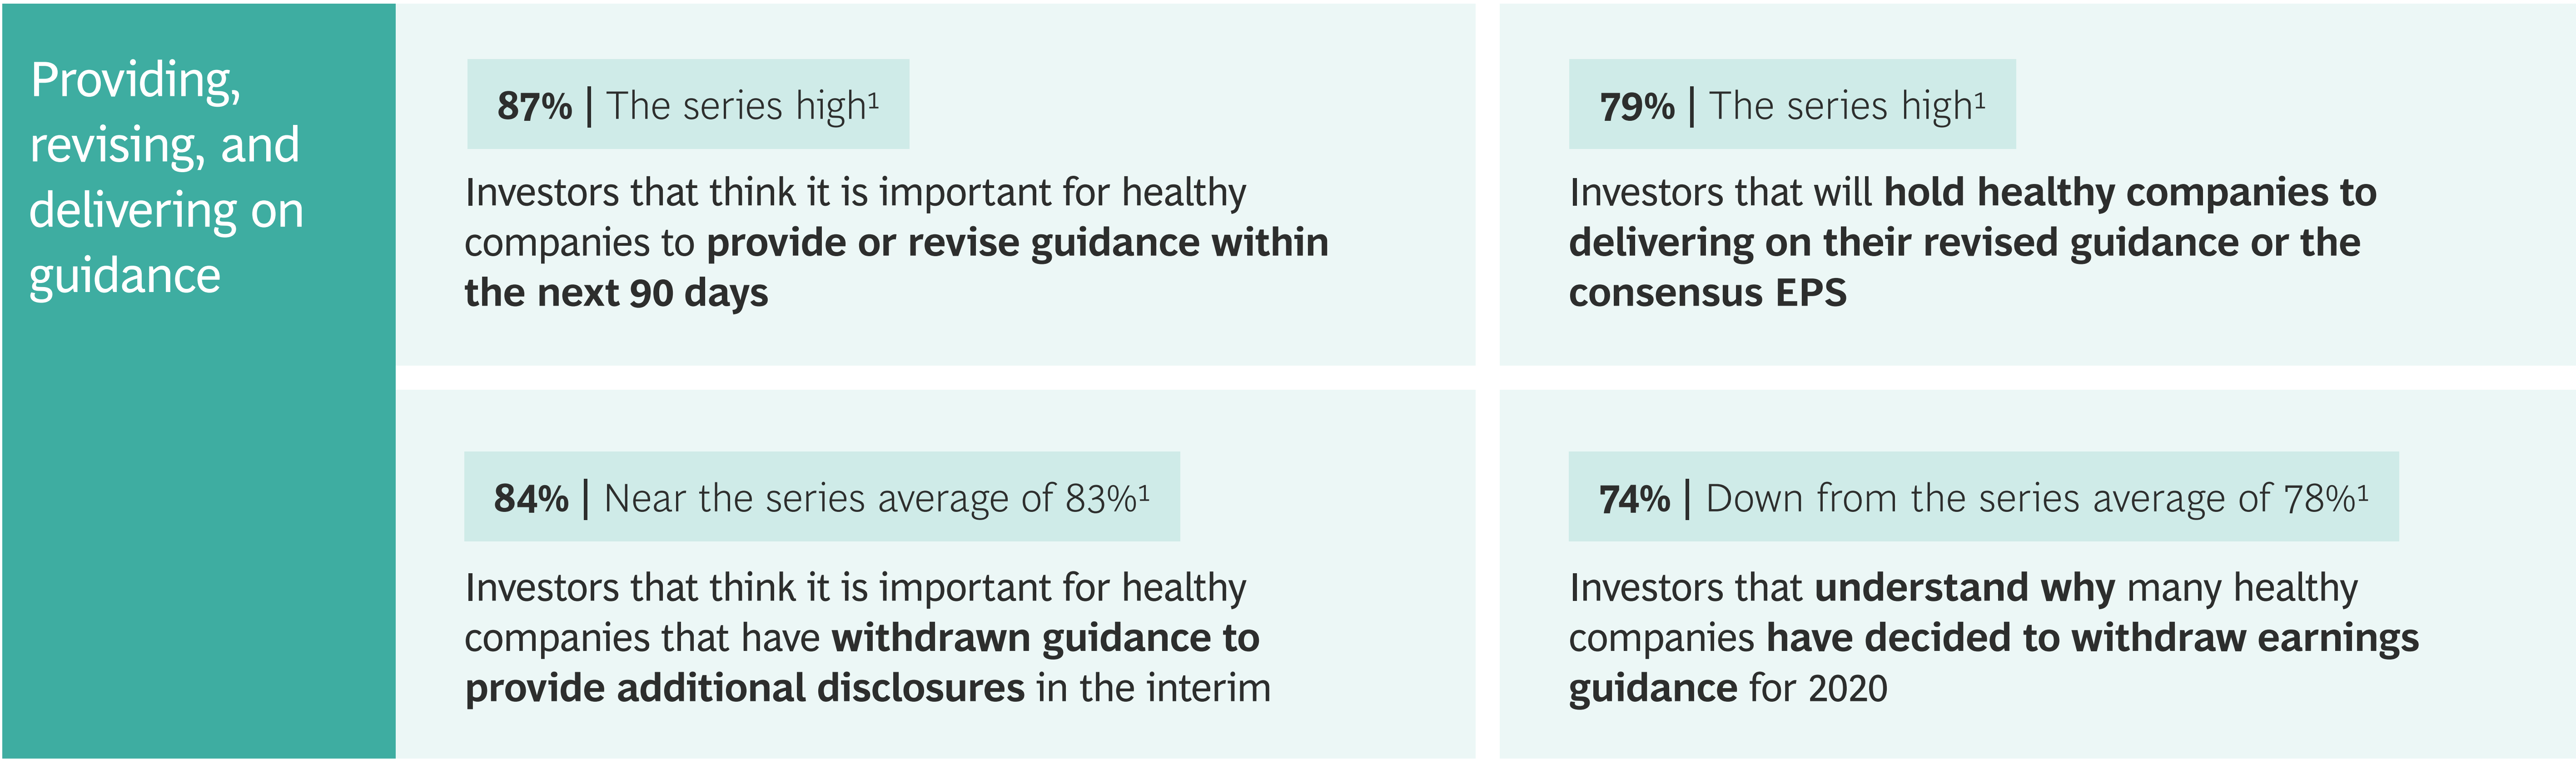 Providing,
revising, and
delivering on
guidance
87% | The series high¹
Investors that think it is important for healthy
companies to provide or revise guidance within
the next 90 days
79% | The series high¹
Investors that will hold healthy companies to
delivering on their revised guidance or the
consensus EPS
84% | Near the series average of 83%¹
Investors that think it is important for healthy
companies that have withdrawn guidance to
provide additional disclosures in the interim
74% | Down from the series average of 78%¹
Investors that understand why many healthy
companies have decided to withdraw earnings
guidance for 2020